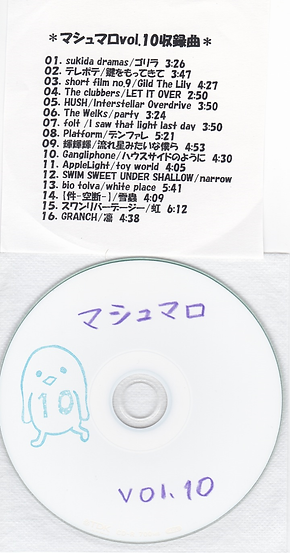 *マシュマロvol.10収録曲*
01. sukida dramas/ゴリラ 3:26
02. テレポテ/鍵をもってきて 3:47
03. short film no.9/Gild The Lily 4:27
04. The clubbers/LET IT OVER 2:50
05. HUSH/Interstellar Overdrive 3:50
06. The Welks/party 3:24
07. folt /I saw that light last day 3:50
08. Platform/デンファレ 5:21
09. 輝輝輝/流れ星みたいな僕ら 4:53
10. Gangliphone/ハウスサイドのように 4:30
11. AppleLight/toy world 4:05
12. SWIM SWEET UNDER SHALLOW/narrow
13. bio tolva/white place 5:41
14. 【件-空断-】/雪虫 4:09
15. スワンリバーデージー/虹 6:12
16. GRANCH/凛 4:38
マシュマロ
10
vol.10